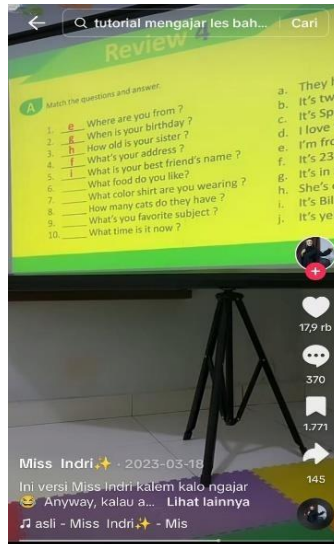 tutorial mengajar les bah...
Cari
Review 4
A Match the questions and answer.
1. e Where are you from ?
2. g When is your birthday ?
3. h How old is your sister ?
4. f What's your address ?
5. i What is your best friend's name ?
6. What food do you like?
7. What color shirt are you wearing ?
8. How many cats do they have ?
9. What's you favorite subject ?
10. What time is it now ?
a. They
b. It's tw
c. It's Sp
d. I love
e. I'm fro
f. It's 23
g. It's in
h. She's
i. It's Bil
j. It's ye
17,9 rb
370
1.771
145
Miss Indri✨ · 2023-03-18
Ini versi Miss Indri kalem kalo ngajar
😂 Anyway, kalau a... Lihat lainnya
♫ asli - Miss Indri✨ - Mis